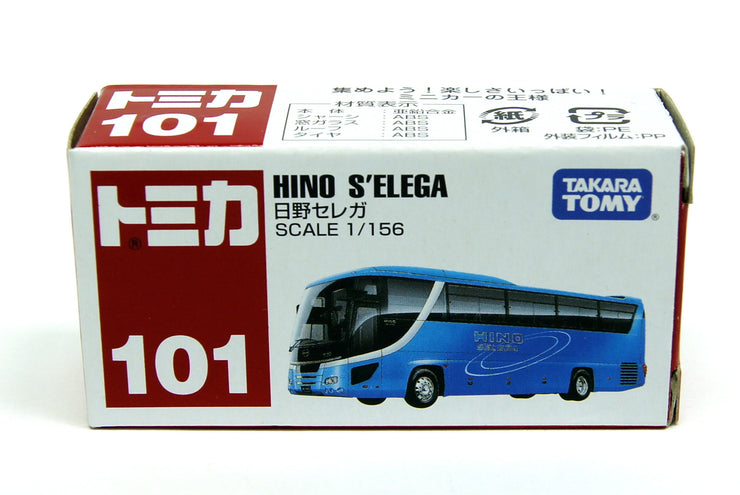 トミカ
101
集めよう！楽しさいっぱい！
ミニカーの王様
材質表示
車　体　：亜鉛合金
シャーシ　：ABS
窓ガラス　：ABS
ルーフ　：ABS
タイヤ　：ABS
紙
外箱
プラ
袋:PE
外装フィルム:PP
トミカ®
101
HINO S'ELEGA
日野セレガ
SCALE 1/156
TAKARA
TOMY®
HINO
S'ELEGA